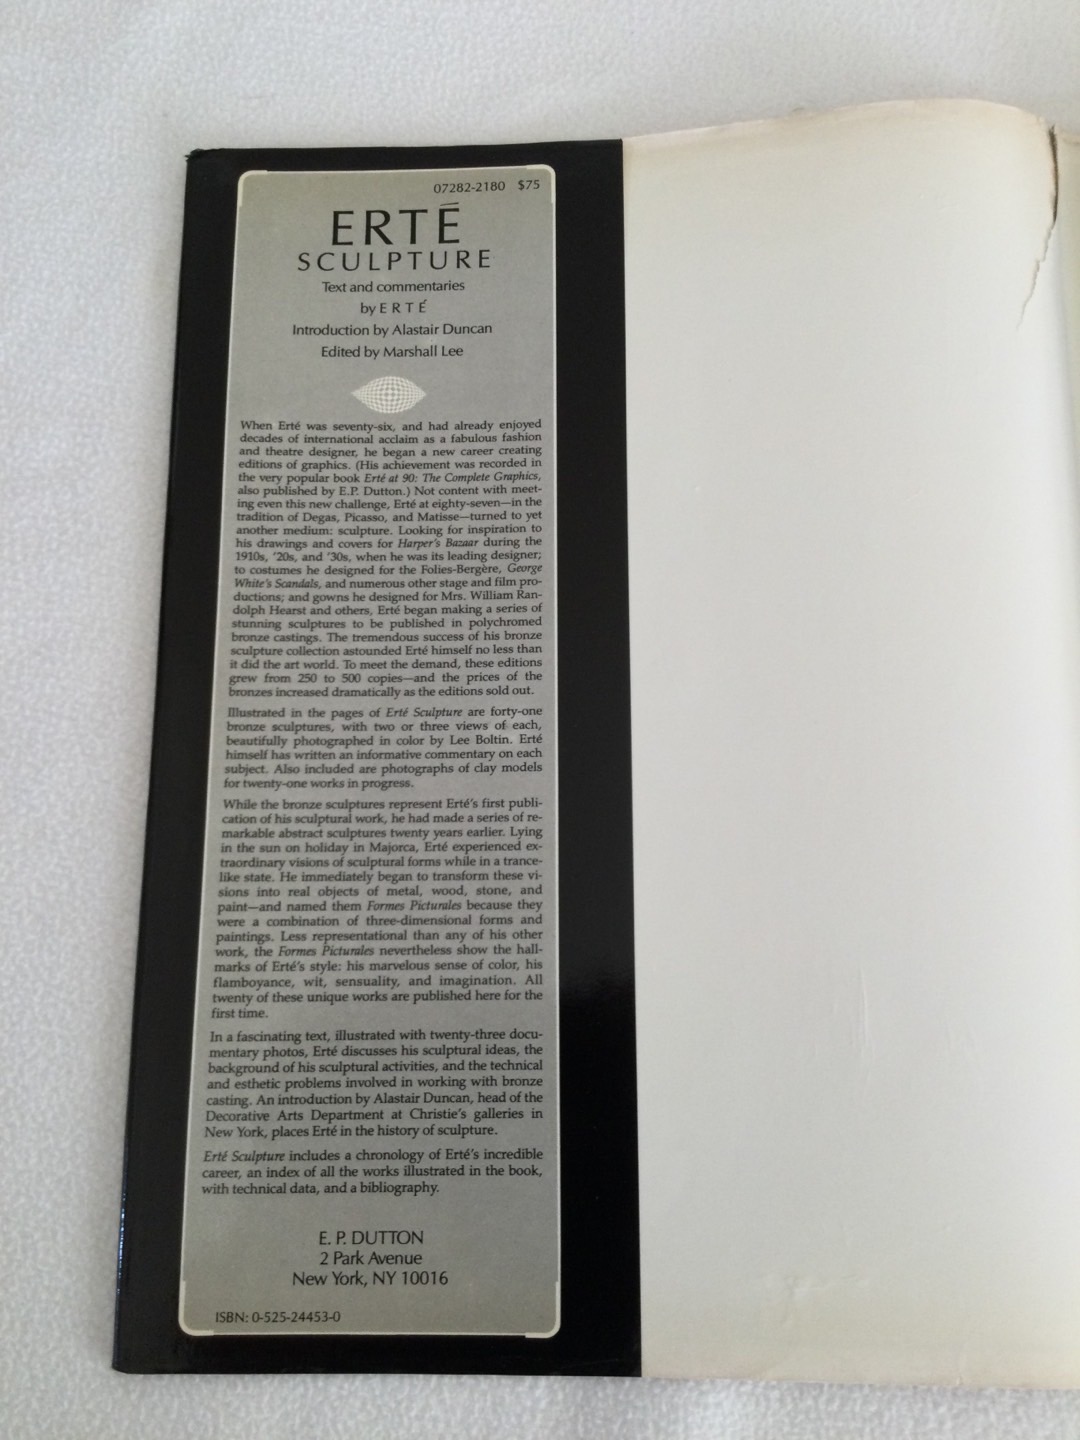 07282-2180 $75
ERTÉ
SCULPTURE
Text and commentaries
by ERTÉ
Introduction by Alastair Duncan
Edited by Marshall Lee
When Erté was seventy-six, and had already enjoyed
decades of international acclaim as a fabulous fashion
and theatre designer, he began a new career creating
editions of graphics. (His achievement was recorded in
the very popular book Erté at 90: The Complete Graphics,
also published by E.P. Dutton.) Not content with meet-
ing even this new challenge, Erté at eighty-seven—in the
tradition of Degas, Picasso, and Matisse—turned to yet
another medium: sculpture. Looking for inspiration to
his drawings and covers for Harper's Bazaar during the
1910s, '20s, and '30s, when he was its leading designer;
to costumes he designed for the Folies-Bergère, George
White's Scandals, and numerous other stage and film pro-
ductions; and gowns he designed for Mrs. William Ran-
dolph Hearst and others, Erté began making a series of
stunning sculptures to be published in polychromed
bronze castings. The tremendous success of his bronze
sculpture collection astounded Erté himself no less than
it did the art world. To meet the demand, these editions
grew from 250 to 500 copies—and the prices of the
bronzes increased dramatically as the editions sold out.
Illustrated in the pages of Erté Sculpture are forty-one
bronze sculptures, with two or three views of each,
beautifully photographed in color by Lee Boltin. Erté
himself has written an informative commentary on each
subject. Also included are photographs of clay models
for twenty-one works in progress.
While the bronze sculptures represent Erté's first publi-
cation of his sculptural work, he had made a series of re-
markable abstract sculptures twenty years earlier. Lying
in the sun on holiday in Majorca, Erté experienced ex-
traordinary visions of sculptural forms while in a trance-
like state. He immediately began to transform these vi-
sions into real objects of metal, wood, stone, and
paint—and named them Formes Picturales because they
were a combination of three-dimensional forms and
paintings. Less representational than any of his other
work, the Formes Picturales nevertheless show the hall-
marks of Erté's style: his marvelous sense of color, his
flamboyance, wit, sensuality, and imagination. All
twenty of these unique works are published here for the
first time.
In a fascinating text, illustrated with twenty-three docu-
mentary photos, Erté discusses his sculptural ideas, the
background of his sculptural activities, and the technical
and esthetic problems involved in working with bronze
casting. An introduction by Alastair Duncan, head of the
Decorative Arts Department at Christie's galleries in
New York, places Erté in the history of sculpture.
Erté Sculpture includes a chronology of Erté's incredible
career, an index of all the works illustrated in the book,
with technical data, and a bibliography.
E. P. DUTTON
2 Park Avenue
New York, NY 10016
ISBN: 0-525-24453-0